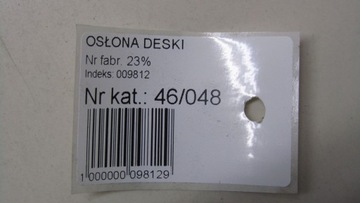 OSŁONA DESKI
Nr fabr. 23%
Indeks: 009812
Nr kat.: 46/048
1 000000 098129